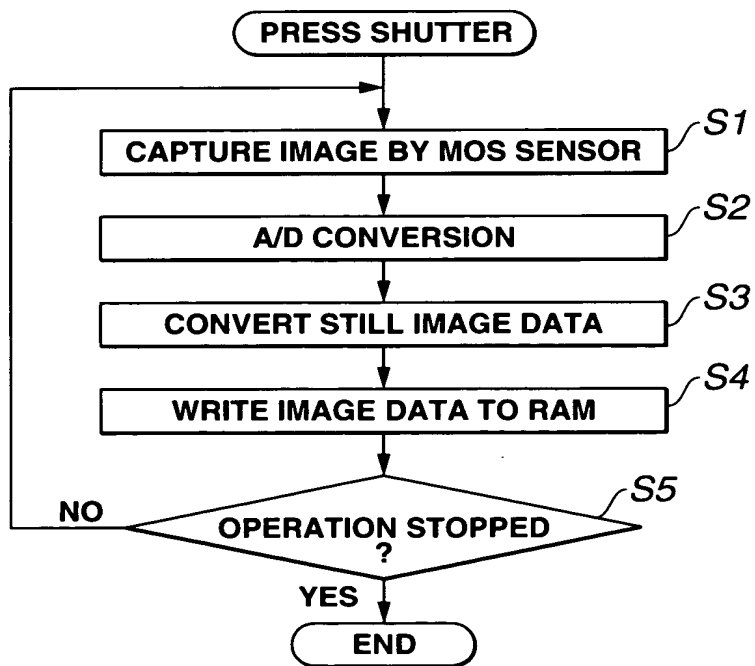 PRESS SHUTTER
CAPTURE IMAGE BY MOS SENSOR
S1
A/D CONVERSION
S2
CONVERT STILL IMAGE DATA
S3
WRITE IMAGE DATA TO RAM
S4
OPERATION STOPPED
?
S5
NO
YES
END